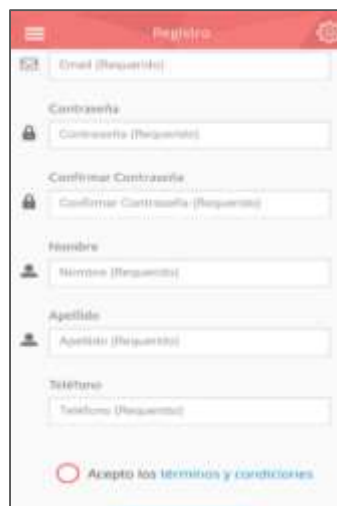 Registro
Email (Requerido)
Contraseña
Contraseña (Requerido)
Confirmar Contraseña
Confirmar Contraseña (Requerido)
Nombre
Nombre (Requerido)
Apellido
Apellido (Requerido)
Teléfono
Teléfono (Requerido)
Acepto los términos y condiciones